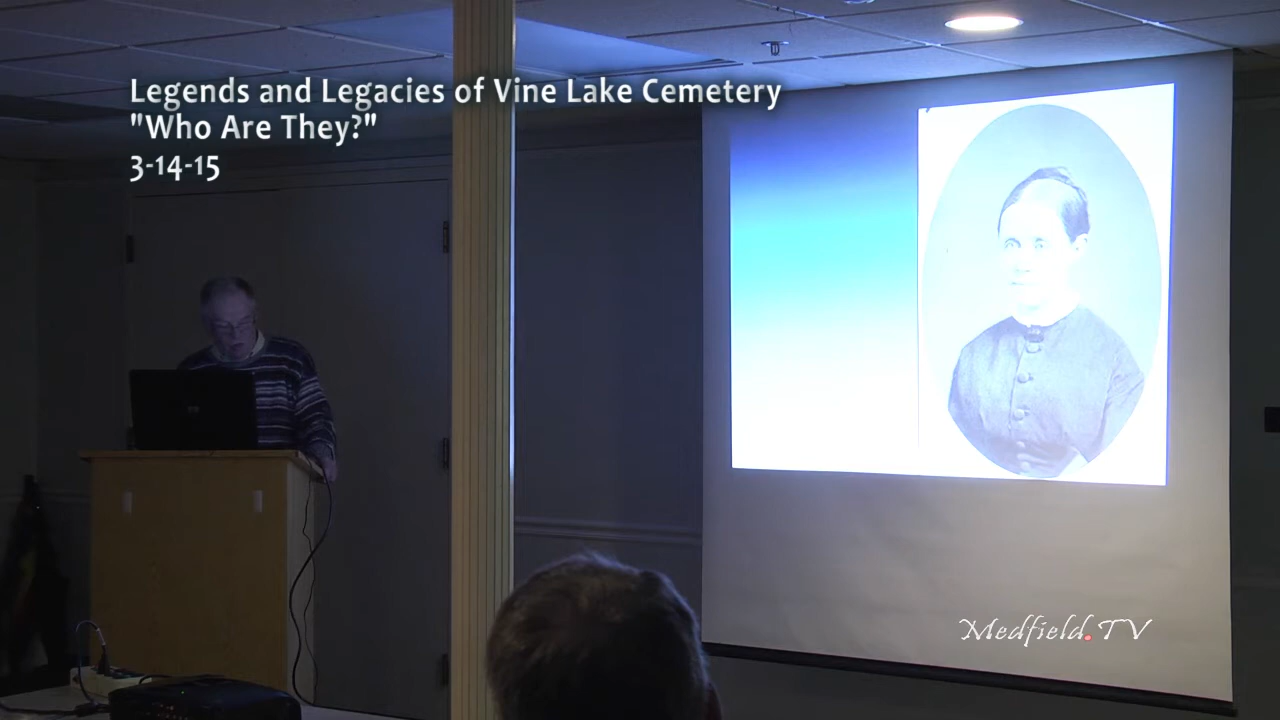 Legends and Legacies of Vine Lake Cemetery
"Who Are They?"
3-14-15
Medfield.TV